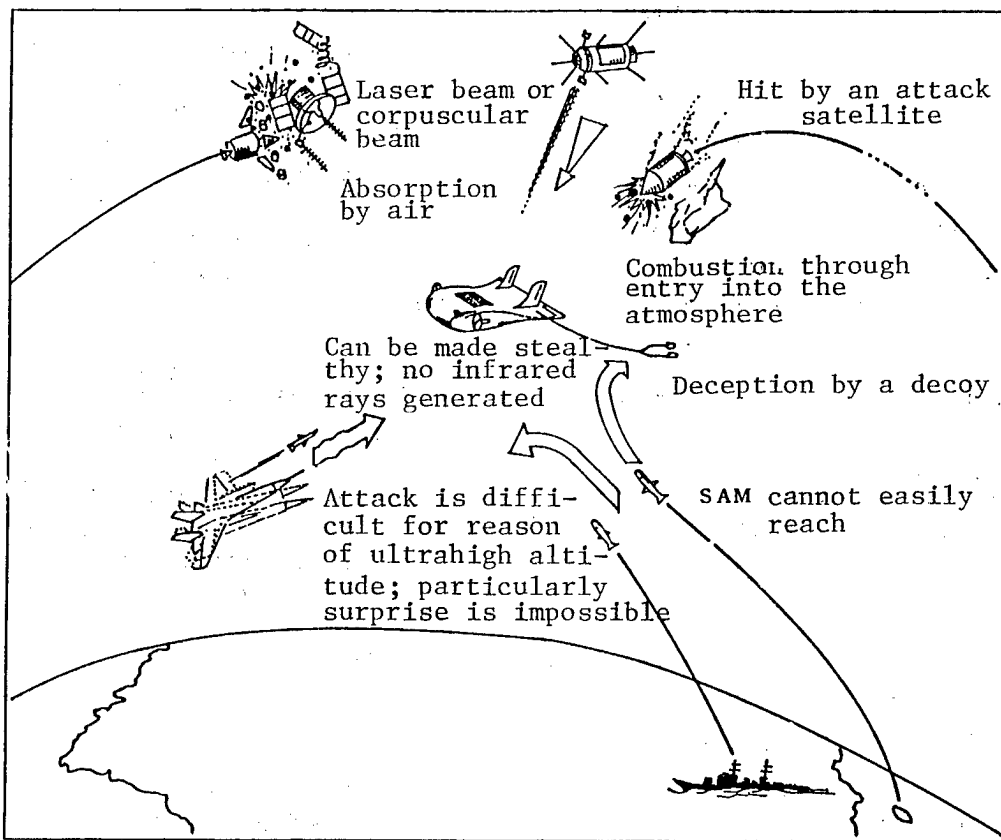 Laser beam or
corpuscular
beam
Hit by an attack
satellite
Absorption
by air
Combustion through
entry into the
atmosphere
Can be made steal-
thy; no infrared
rays generated
Deception by a decoy
Attack is diffi-
cult for reason
of ultrahigh alti-
tude; particularly
surprise is impossible
SAM cannot easily
reach